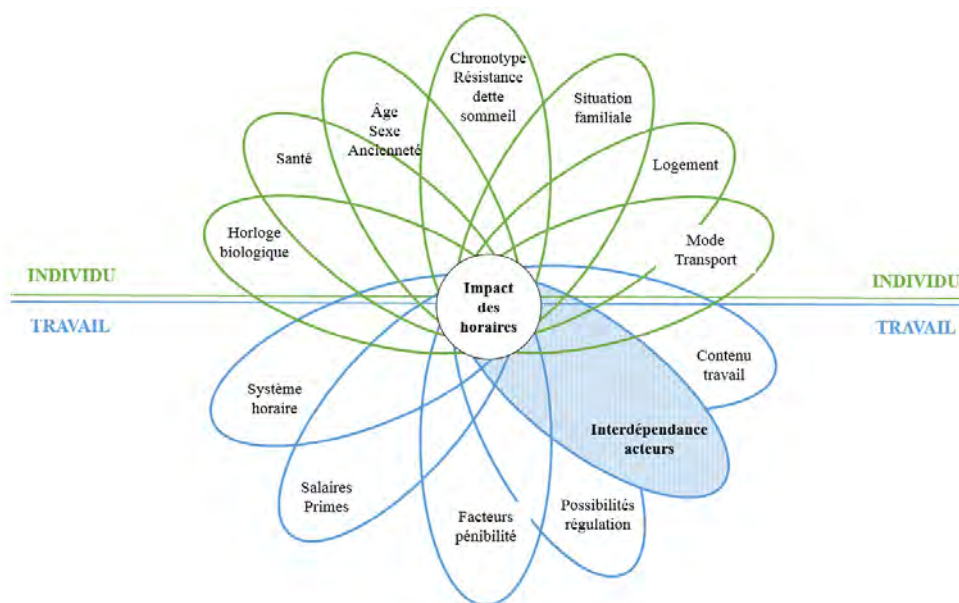 Chronotype
Résistance
dette
sommeil
Situation
familiale
Âge
Sexe
Ancienneté
Santé
Logement
Horloge
biologique
Mode
Transport
INDIVIDU
INDIVIDU
Impact
des
horaires
TRAVAIL
TRAVAIL
Contenu
travail
Système
horaire
Interdépendance
acteurs
Salaires
Primes
Facteurs
pénibilité
Possibilités
régulation